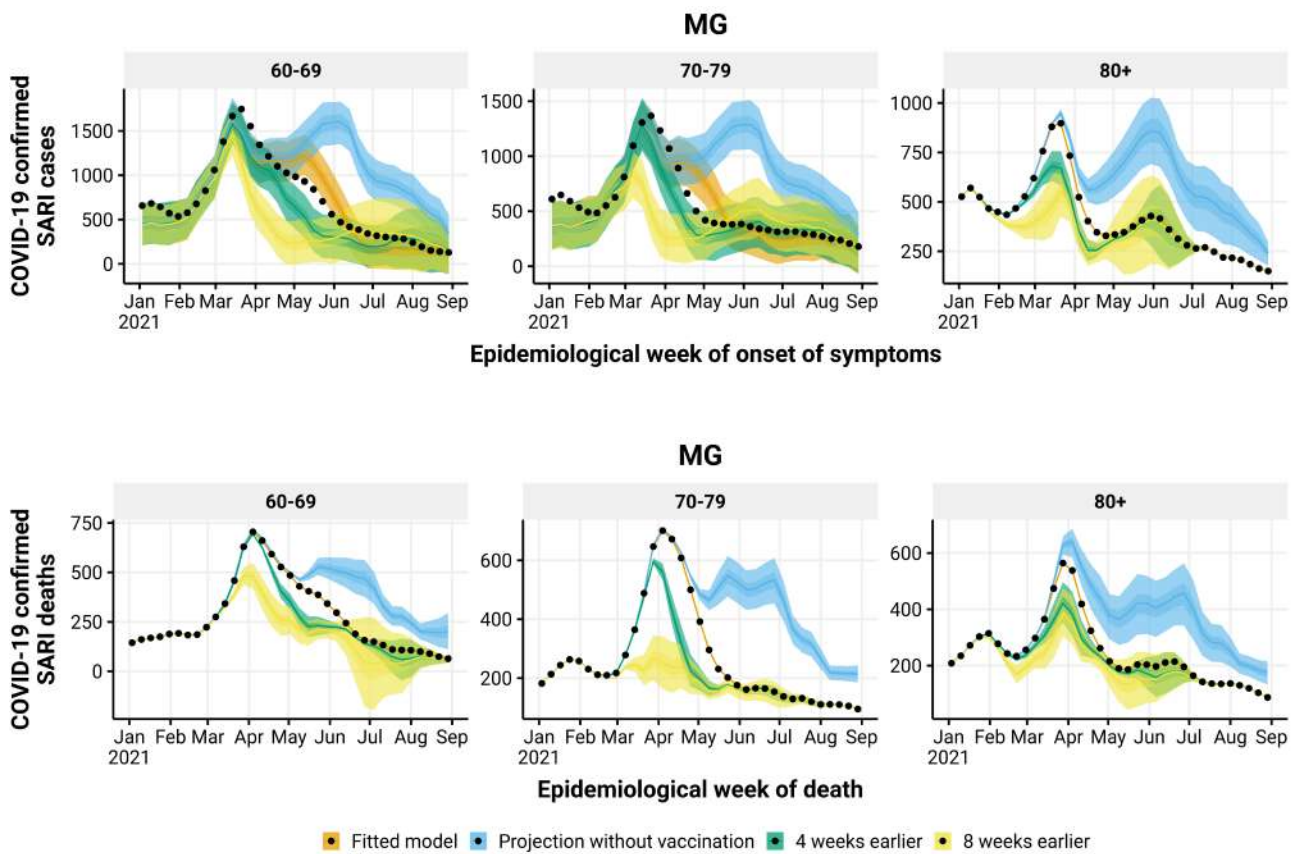 MG
60-69
70-79
80+
COVID-19 confirmed
SARI cases
1500
1000
500
0
1500
1000
500
0
1000
750
500
250
Jan Feb Mar Apr May Jun Jul Aug Sep
2021
Jan Feb Mar Apr May Jun Jul Aug Sep
2021
Jan Feb Mar Apr May Jun Jul Aug Sep
2021
Epidemiological week of onset of symptoms
MG
60-69
70-79
80+
COVID-19 confirmed
SARI deaths
750
500
250
0
600
400
200
600
400
200
Jan Feb Mar Apr May Jun Jul Aug Sep
2021
Jan Feb Mar Apr May Jun Jul Aug Sep
2021
Jan Feb Mar Apr May Jun Jul Aug Sep
2021
Epidemiological week of death
Fitted model Projection without vaccination 4 weeks earlier 8 weeks earlier